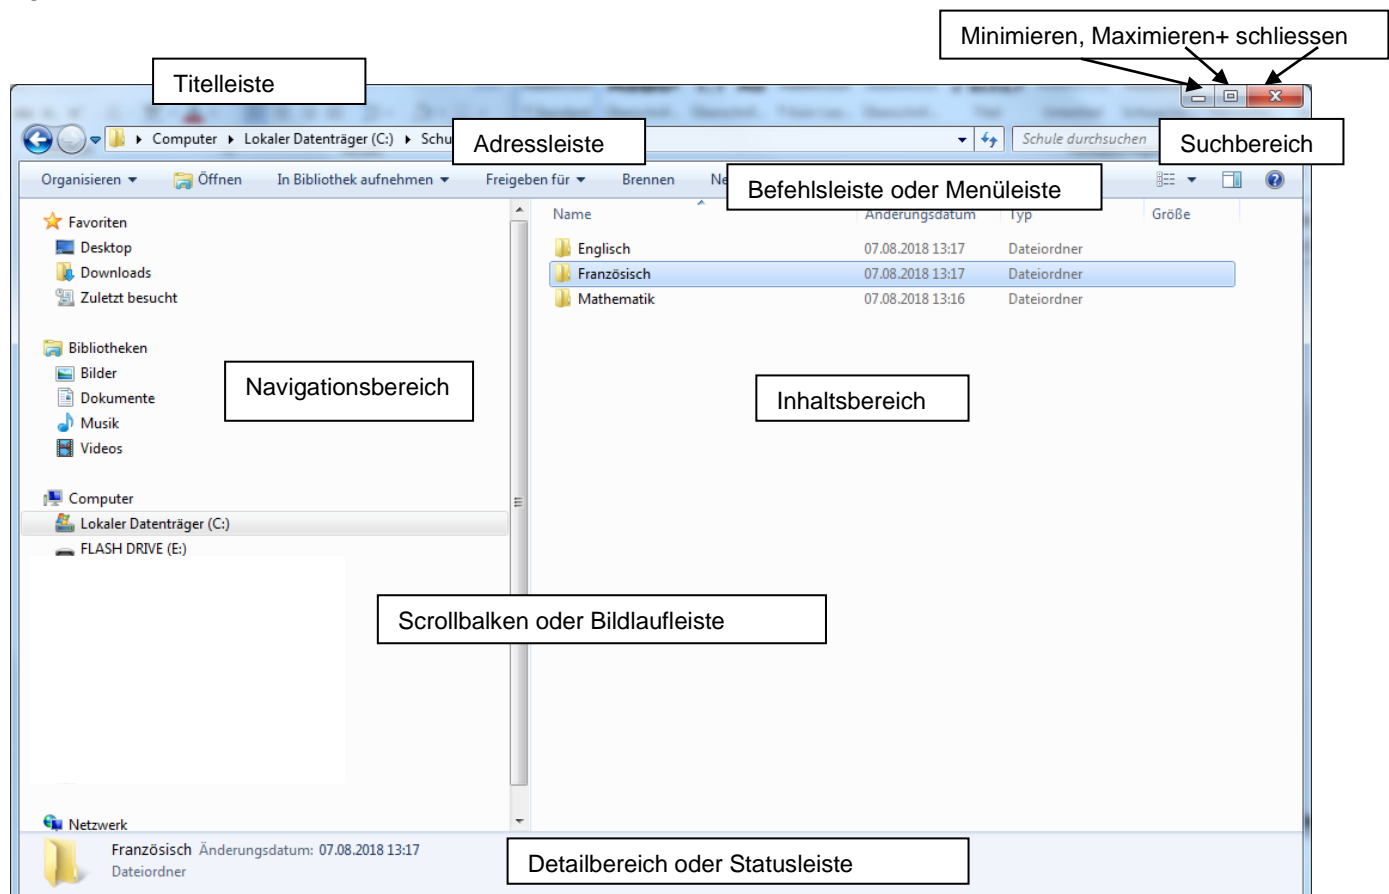 Minimieren, Maximieren+ schliessen
Titelleiste
Computer Lokaler Datenträger (C:) Schu
Adressleiste
Schule durchsuchen
Suchbereich
Organisieren Öffnen In Bibliothek aufnehmen Freigeben für Brennen Ne
Befehlsleiste oder Menüleiste
Name Änderungsdatum Typ Größe
Favoriten
Desktop
Downloads
Zuletzt besucht
Englisch 07.08.2018 13:17 Dateiordner
Französisch 07.08.2018 13:17 Dateiordner
Mathematik 07.08.2018 13:16 Dateiordner
Bibliotheken
Bilder
Dokumente
Musik
Videos
Navigationsbereich
Inhaltsbereich
Computer
Lokaler Datenträger (C:)
FLASH DRIVE (E:)
Scrollbalken oder Bildlaufleiste
Netzwerk
Französisch Änderungsdatum: 07.08.2018 13:17
Dateiordner
Detailbereich oder Statusleiste